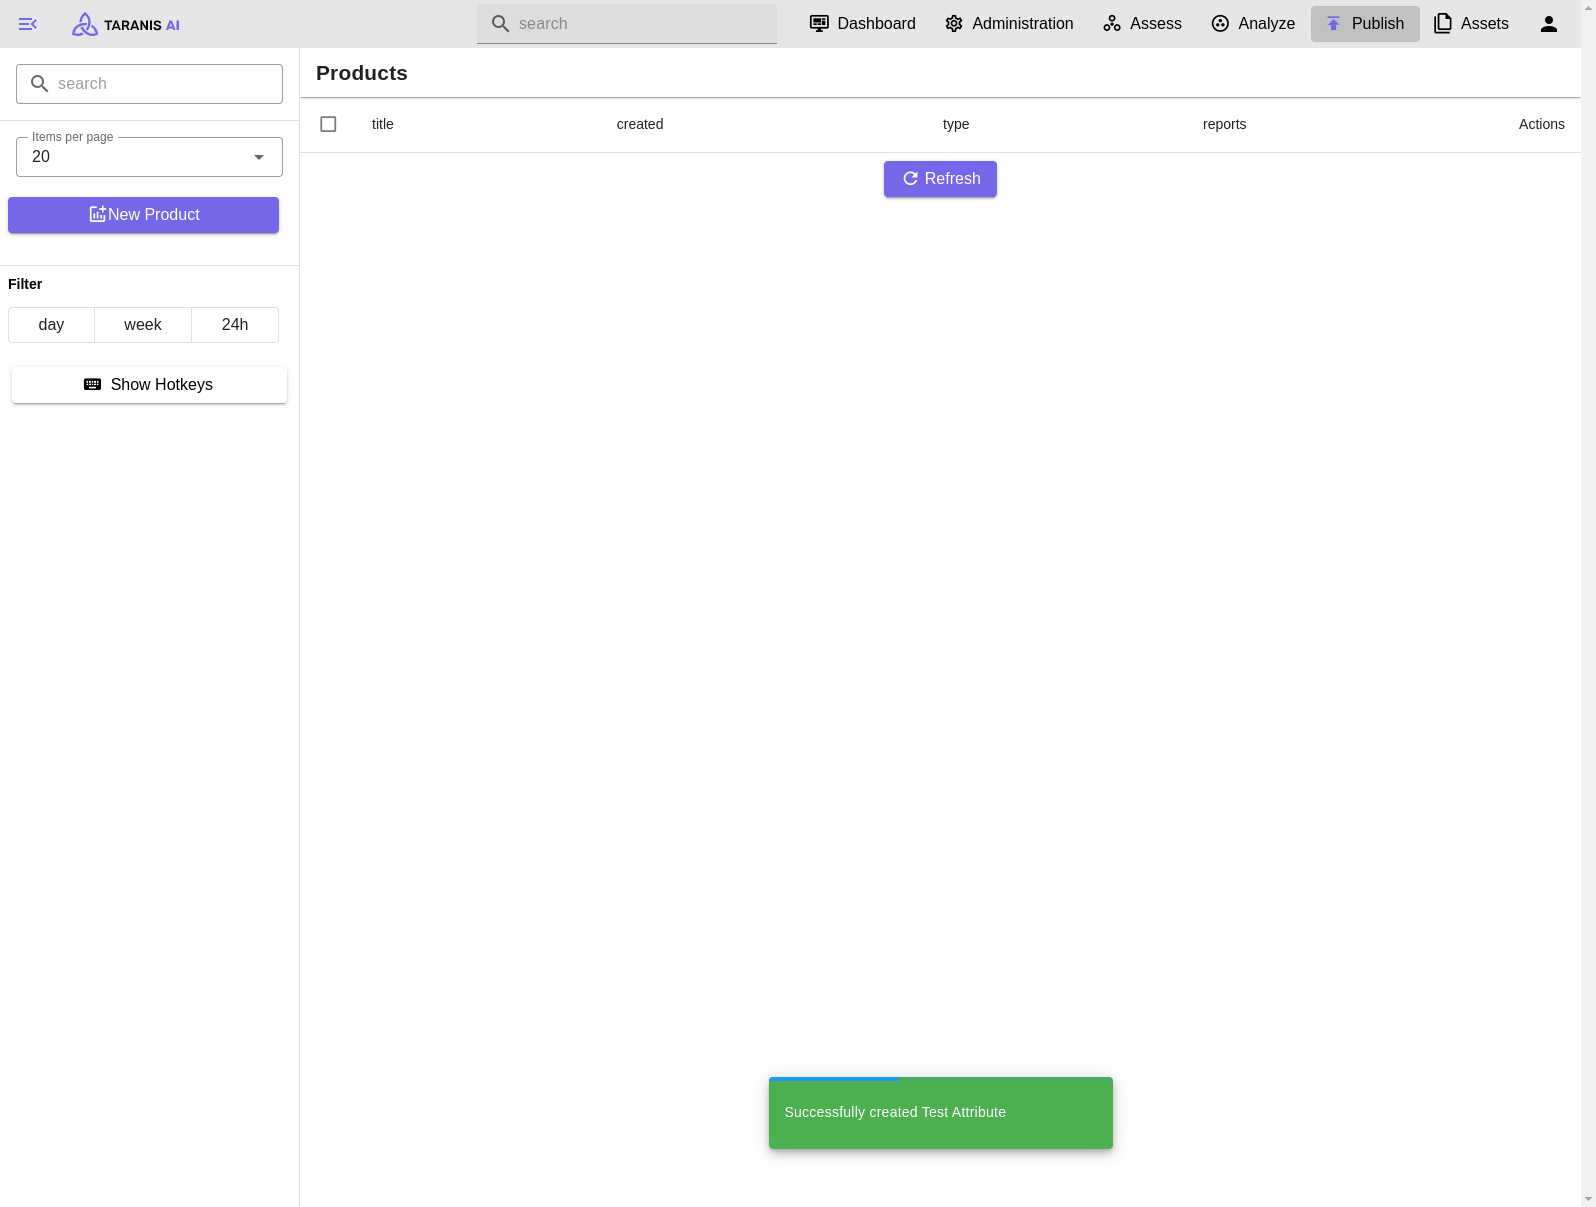 TARANIS AI
search
Dashboard
Administration
Assess
Analyze
Publish
Assets
search
Items per page
20
New Product
Filter
day week 24h
Show Hotkeys
Products
title created type reports Actions
Refresh
Successfully created Test Attribute